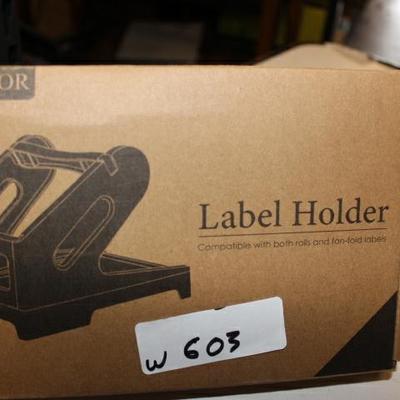 OR
Label Holder
Compatible with both rolls and fan-fold labels
W 603